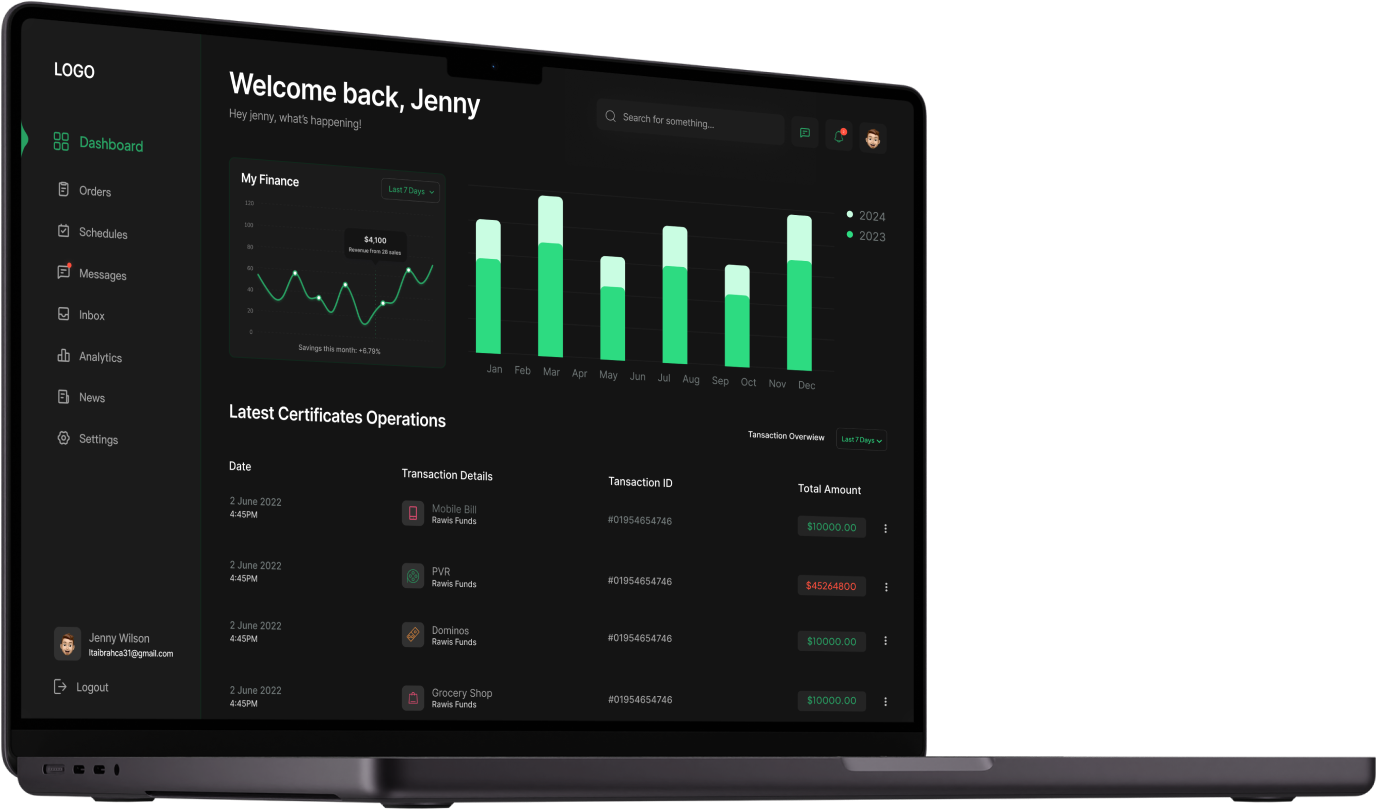 LOGO
Dashboard
Orders
Schedules
Messages
Inbox
Analytics
News
Settings
Jenny Wilson
Itaibrahca31@gmail.com
Logout
Welcome back, Jenny
Hey jenny, what's happening!
Search for something...
My Finance
Last 7 Days
120
100
80
60
40
20
0
$4,100
Revenue from 28 sales
Savings this month: +6.79%
2024
2023
Jan Feb Mar Apr May Jun Jul Aug Sep Oct Nov Dec
Latest Certificates Operations
Tansaction Overview
Last 7 Days
Date Transaction Details Tansaction ID Total Amount
2 June 2022 Mobile Bill #01954654746 $10000.00
4:45PM Rawis Funds
2 June 2022 PVR #01954654746 $45264800
4:45PM Rawis Funds
2 June 2022 Dominos #01954654746 $10000.00
4:45PM Rawis Funds
2 June 2022 Grocery Shop #01954654746 $10000.00
4:45PM Rawis Funds